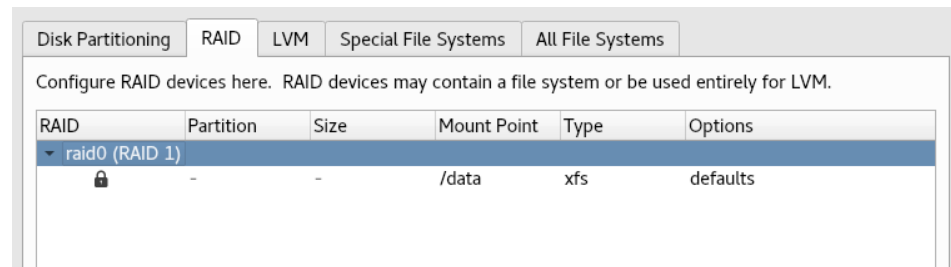 Disk Partitioning RAID LVM Special File Systems All File Systems
Configure RAID devices here.  RAID devices may contain a file system or be used entirely for LVM.
RAID Partition Size Mount Point Type Options
raid0 (RAID 1)
- - /data xfs defaults